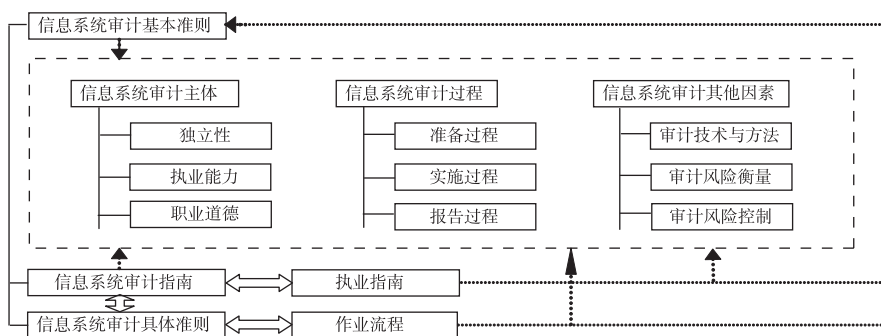 信息系统审计基本准则
信息系统审计主体
独立性
执业能力
职业道德
信息系统审计过程
准备过程
实施过程
报告过程
信息系统审计其他因素
审计技术与方法
审计风险衡量
审计风险控制
信息系统审计指南
执业指南
信息系统审计具体准则
作业流程